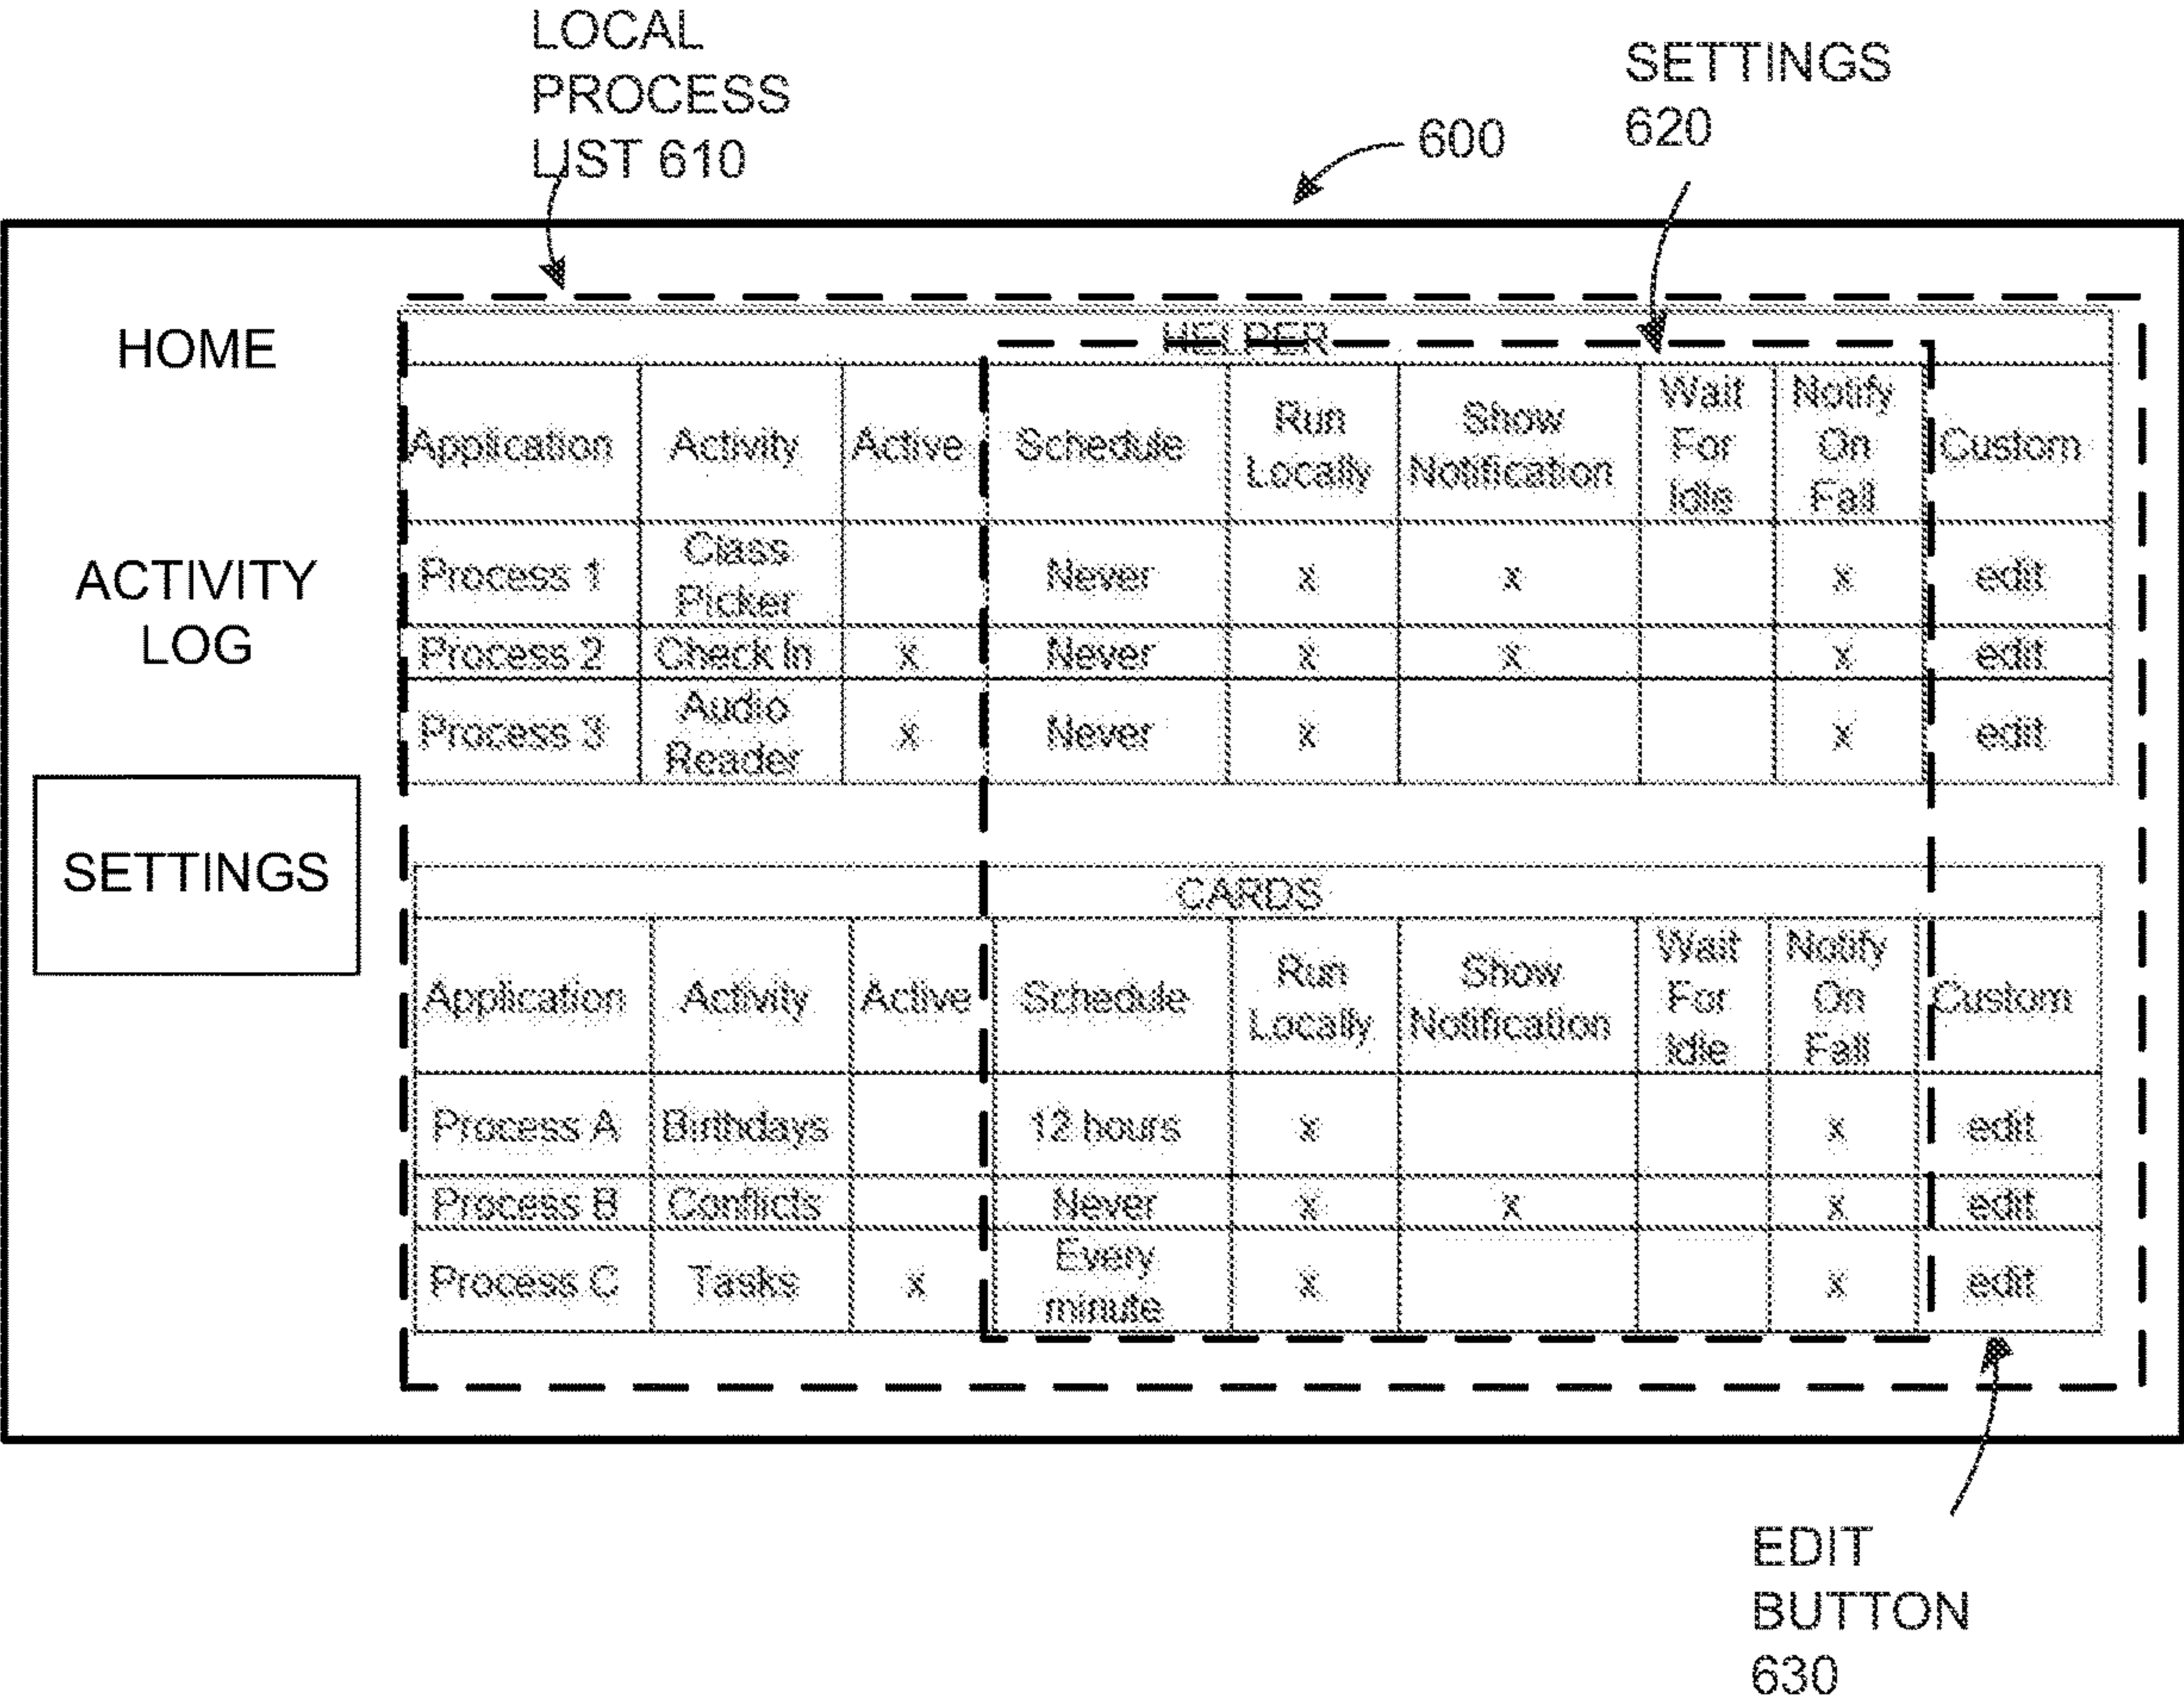 LOCAL
PROCESS
LIST 610
SETTINGS
620
600
HOME
ACTIVITY
LOG
SETTINGS
HELPER
Application Activity Active Schedule Run Locally Show Notification Wait For Idle Notify On Fail Custom
Process 1 Class Picker Never x x x edit
Process 2 Check In x Never x x x edit
Process 3 Audio Reader x Never x x edit
CARDS
Application Activity Active Schedule Run Locally Show Notification Wait For Idle Notify On Fail Custom
Process A Birthdays 12 hours x x edit
Process B Conflicts Never x x x edit
Process C Tasks x Every minute x x edit
EDIT
BUTTON
630